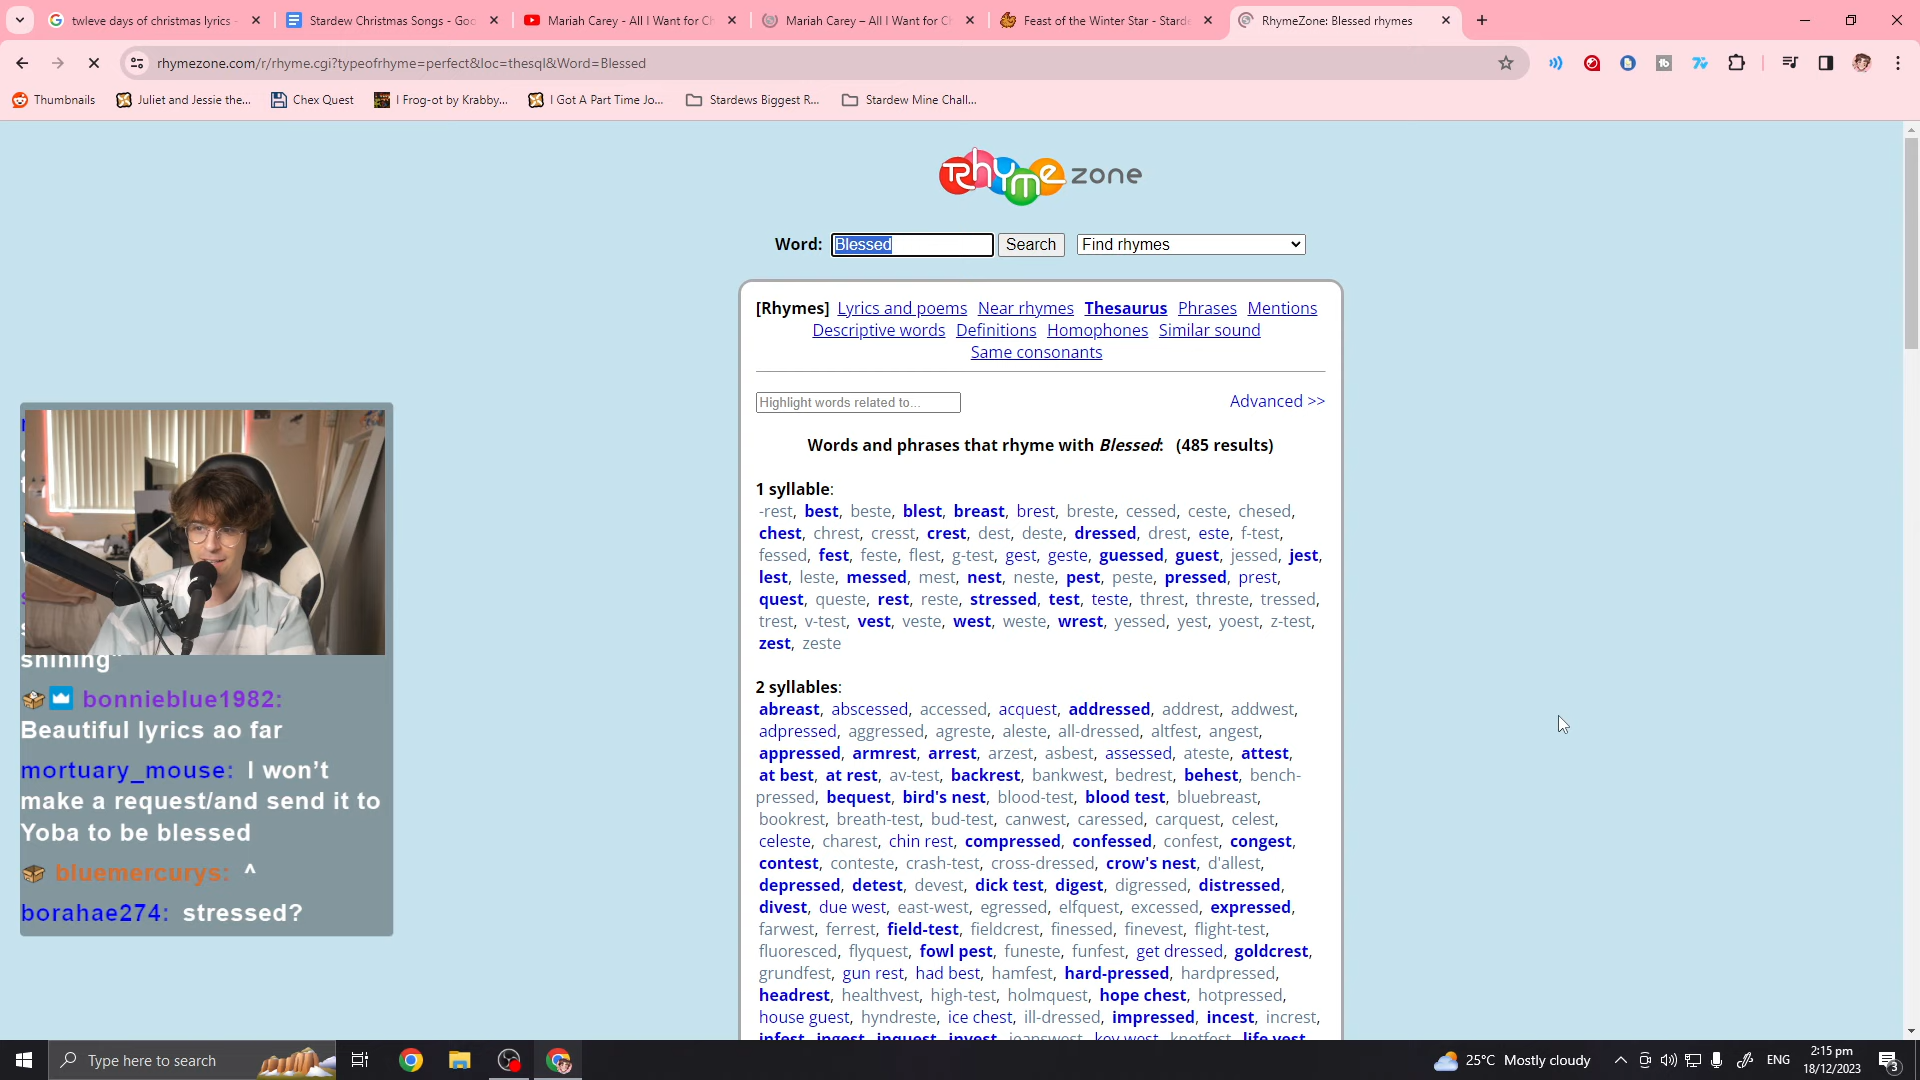 twleve days of christmas lyrics -
Stardew Christmas Songs - Goo
Mariah Carey - All I Want for Ch
Mariah Carey – All I Want for C
Feast of the Winter Star - Starde
RhymeZone: Blessed rhymes
rhymezone.com/r/rhyme.cgi?typeofrhyme=perfect&loc=thesql&Word=Blessed
Thumbnails
Juliet and Jessie the...
Chex Quest
I Frog-ot by Krabby...
I Got A Part Time Jo...
Stardews Biggest R...
Stardew Mine Chall...
Rhyme zone
Word: Blessed Search Find rhymes
[Rhymes] Lyrics and poems Near rhymes Thesaurus Phrases Mentions
Descriptive words Definitions Homophones Similar sound
Same consonants
Highlight words related to... Advanced >>
Words and phrases that rhyme with Blessed: (485 results)
1 syllable:
-rest, best, beste, blest, breast, brest, breste, cessed, ceste, chesed,
chest, chrest, cresst, crest, dest, deste, dressed, drest, este, f-test,
fessed, fest, feste, flest, g-test, gest, geste, guessed, guest, jessed, jest,
lest, leste, messed, mest, nest, neste, pest, peste, pressed, prest,
quest, queste, rest, reste, stressed, test, teste, threst, threste, tressed,
trest, v-test, vest, veste, west, weste, wrest, yessed, yest, yoest, z-test,
zest, zeste
2 syllables:
abreast, abscessed, accessed, acquest, addressed, addrest, addwest,
adpressed, aggressed, agreste, aleste, all-dressed, altfest, angest,
appressed, armrest, arrest, arzest, asbest, assessed, ateste, attest,
at best, at rest, av-test, backrest, bankwest, bedrest, behest, bench-
pressed, bequest, bird's nest, blood-test, blood test, bluebreast,
bookrest, breath-test, bud-test, canwest, caressed, carquest, celest,
celeste, charest, chin rest, compressed, confessed, confest, congest,
contest, conteste, crash-test, cross-dressed, crow's nest, d'allest,
depressed, detest, devest, dick test, digest, digressed, distressed,
divest, due west, east-west, egressed, elfquest, excessed, expressed,
farwest, ferrest, field-test, fieldcrest, finessed, finevest, flight-test,
fluoresced, flyquest, fowl pest, funeste, funfest, get dressed, goldcrest,
grundfest, gun rest, had best, hamfest, hard-pressed, hardpressed,
headrest, healthvest, high-test, holmquest, hope chest, hotpressed,
house guest, hyndreste, ice chest, ill-dressed, impressed, incest, increst,
infest, ingest, inquest, invest, jeanswest, key west, knotfest, life vest,
shining"
bonnieblue1982:
Beautiful lyrics ao far
mortuary_mouse: I won't
make a request/and send it to
Yoba to be blessed
bluemercurys: ^
borahae274: stressed?
Type here to search
25°C Mostly cloudy
ENG
2:15 pm
18/12/2023
3